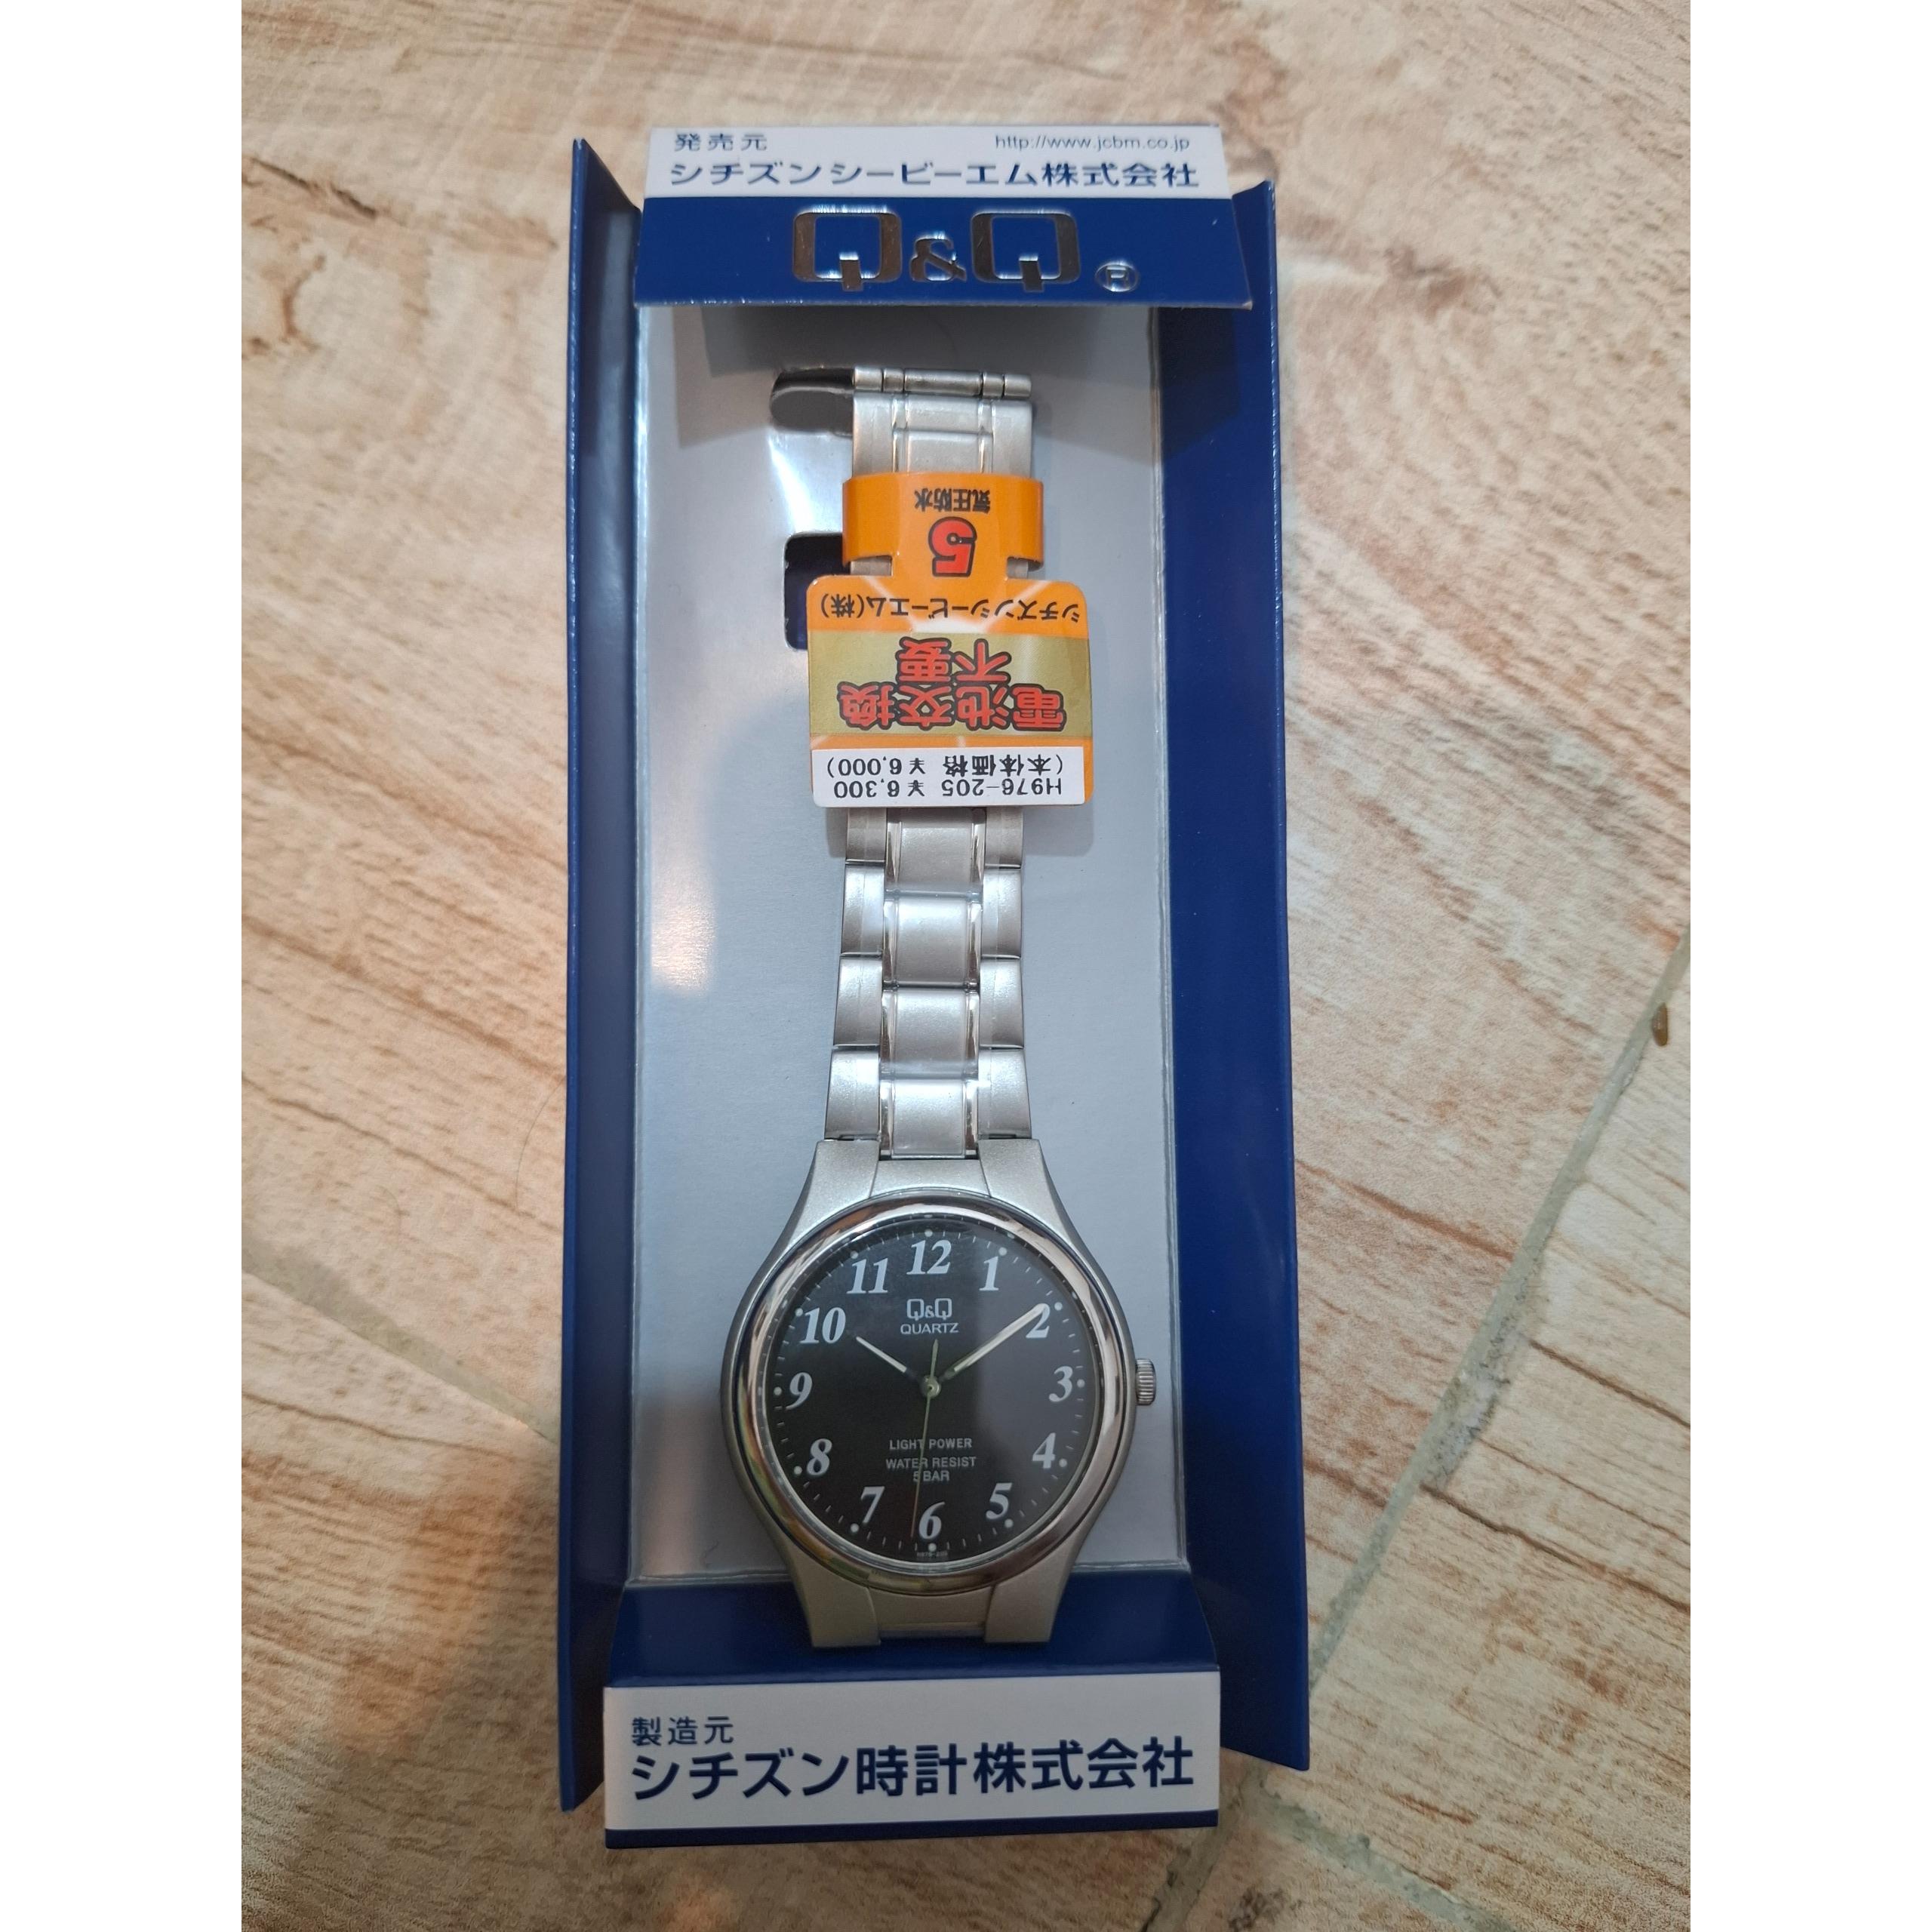 発売元
http://www.jcbm.co.jp
シチズンシービーエム株式会社
Q&Q®
H976-205 ¥6,300
(本体価格 ¥6,000)
電池交換
不要
シチズンシービーエム(株)
5
気圧防水
12
1
2
3
4
5
6
7
8
9
10
11
Q&Q
QUARTZ
LIGHT POWER
WATER RESIST
5BAR
製造元
シチズン時計株式会社